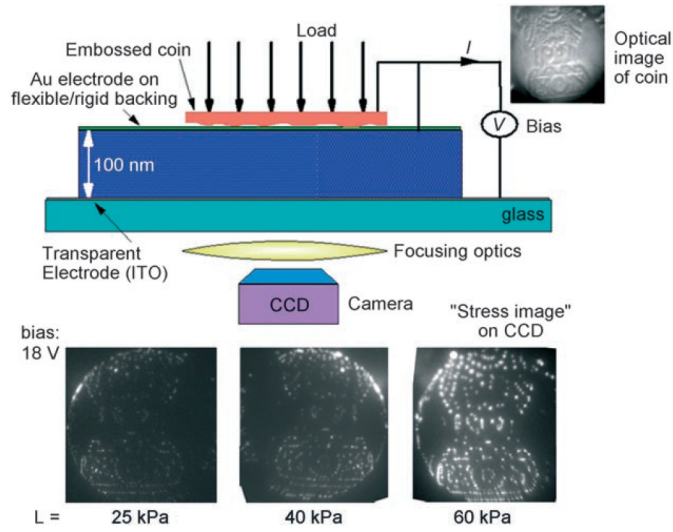 Load
Embossed coin
Au electrode on
flexible/rigid backing
I
Optical
image
of coin
V
Bias
100 nm
glass
Transparent
Electrode (ITO)
Focusing optics
CCD
Camera
"Stress image"
on CCD
bias:
18 V
L =
25 kPa
40 kPa
60 kPa